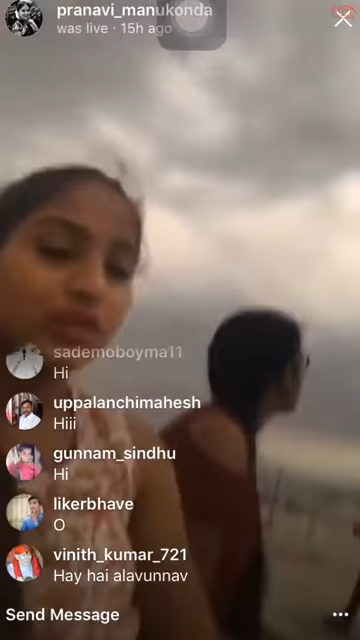 pranavi_manukonda
was live · 15h ago
sademoboyma11
Hi
uppalanchimahesh
Hiii
gunnam_sindhu
Hi
likerbhave
O
vinith_kumar_721
Hay hai alavunnav
Send Message